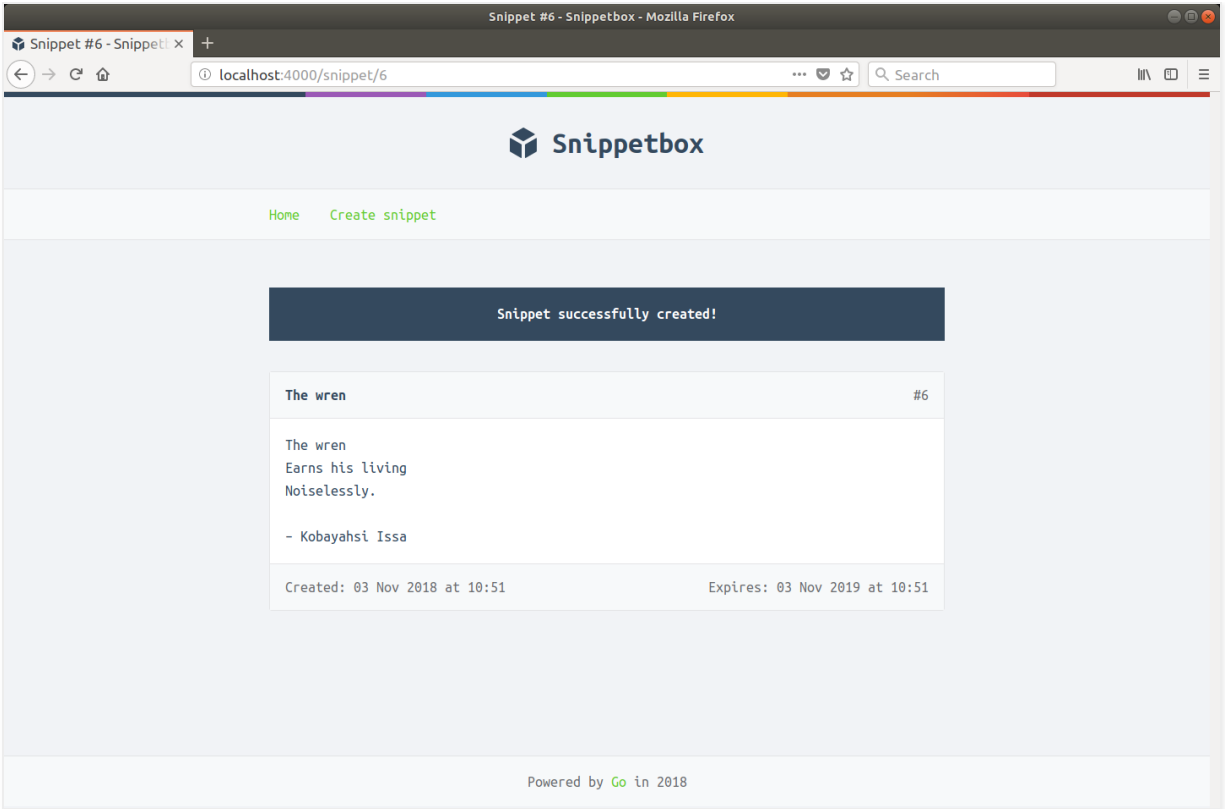 Snippet #6 - Snippetbox - Mozilla Firefox
Snippet #6 - Snippetb
localhost:4000/snippet/6
Search
Snippetbox
Home Create snippet
Snippet successfully created!
The wren #6
The wren
Earns his living
Noiselessly.
- Kobayahsi Issa
Created: 03 Nov 2018 at 10:51 Expires: 03 Nov 2019 at 10:51
Powered by Go in 2018